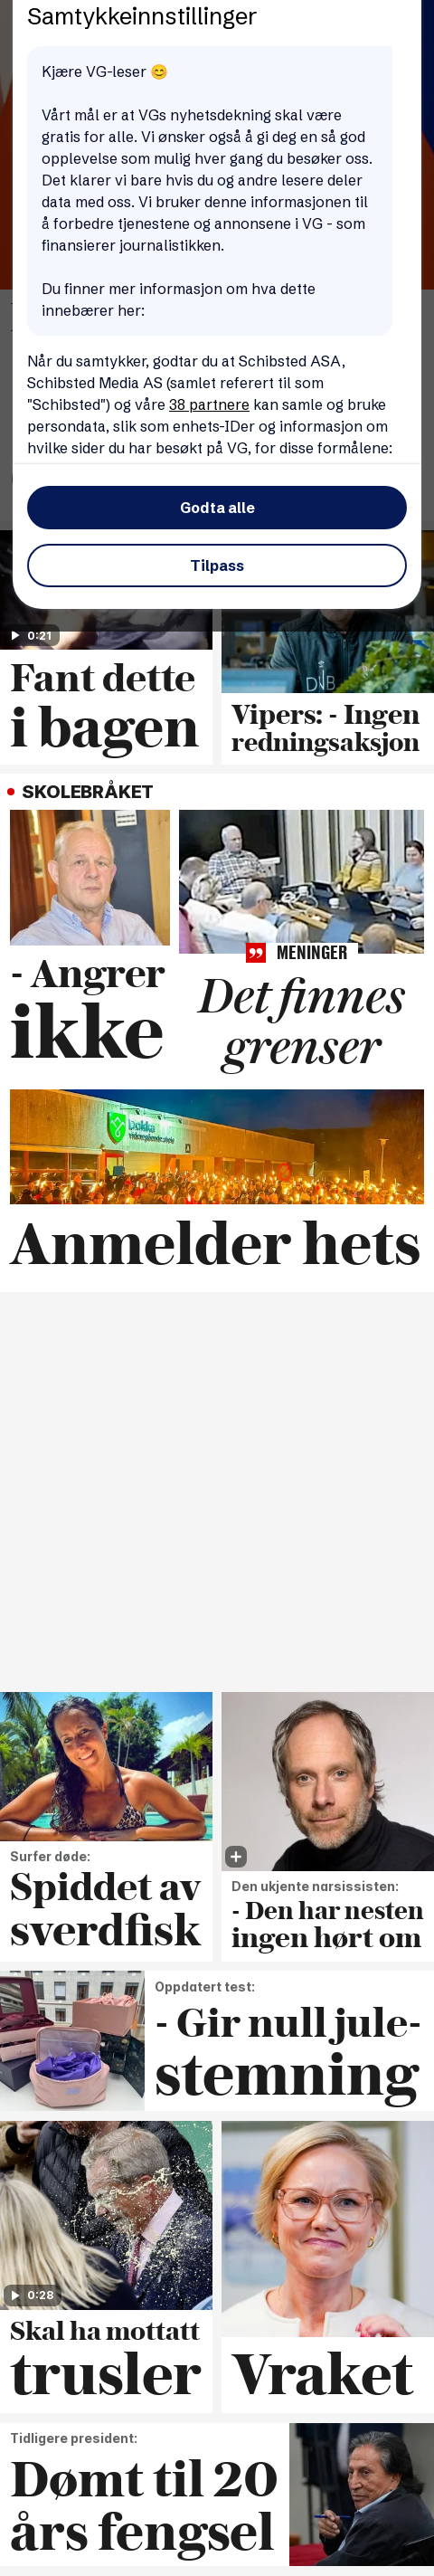 Samtykkeinnstillinger
Kjære VG-leser 😊
Vårt mål er at VGs nyhetsdekning skal være
gratis for alle. Vi ønsker også å gi deg en så god
opplevelse som mulig hver gang du besøker oss.
Det klarer vi bare hvis du og andre lesere deler
data med oss. Vi bruker denne informasjonen til
å forbedre tjenestene og annonsene i VG - som
finansierer journalistikken.
Du finner mer informasjon om hva dette
innebærer her:
Når du samtykker, godtar du at Schibsted ASA,
Schibsted Media AS (samlet referert til som
"Schibsted") og våre 38 partnere kan samle og bruke
persondata, slik som enhets-IDer og informasjon om
hvilke sider du har besøkt på VG, for disse formålene:
Godta alle
Tilpass
0:21
Fant dette
i bagen
DNB
Vipers: - Ingen
redningsaksjon
SKOLEBRÅKET
- Angrer
ikke
MENINGER
Det finnes
grenser
Dokka
Anmelder hets
Surfer døde:
Spiddet av
sverdfisk
Den ukjente narsissisten:
- Den har nesten
ingen hørt om
Oppdatert test:
- Gir null jule-
stemning
0:28
Skal ha mottatt
trusler
Vraket
Tidligere president:
Dømt til 20
års fengsel